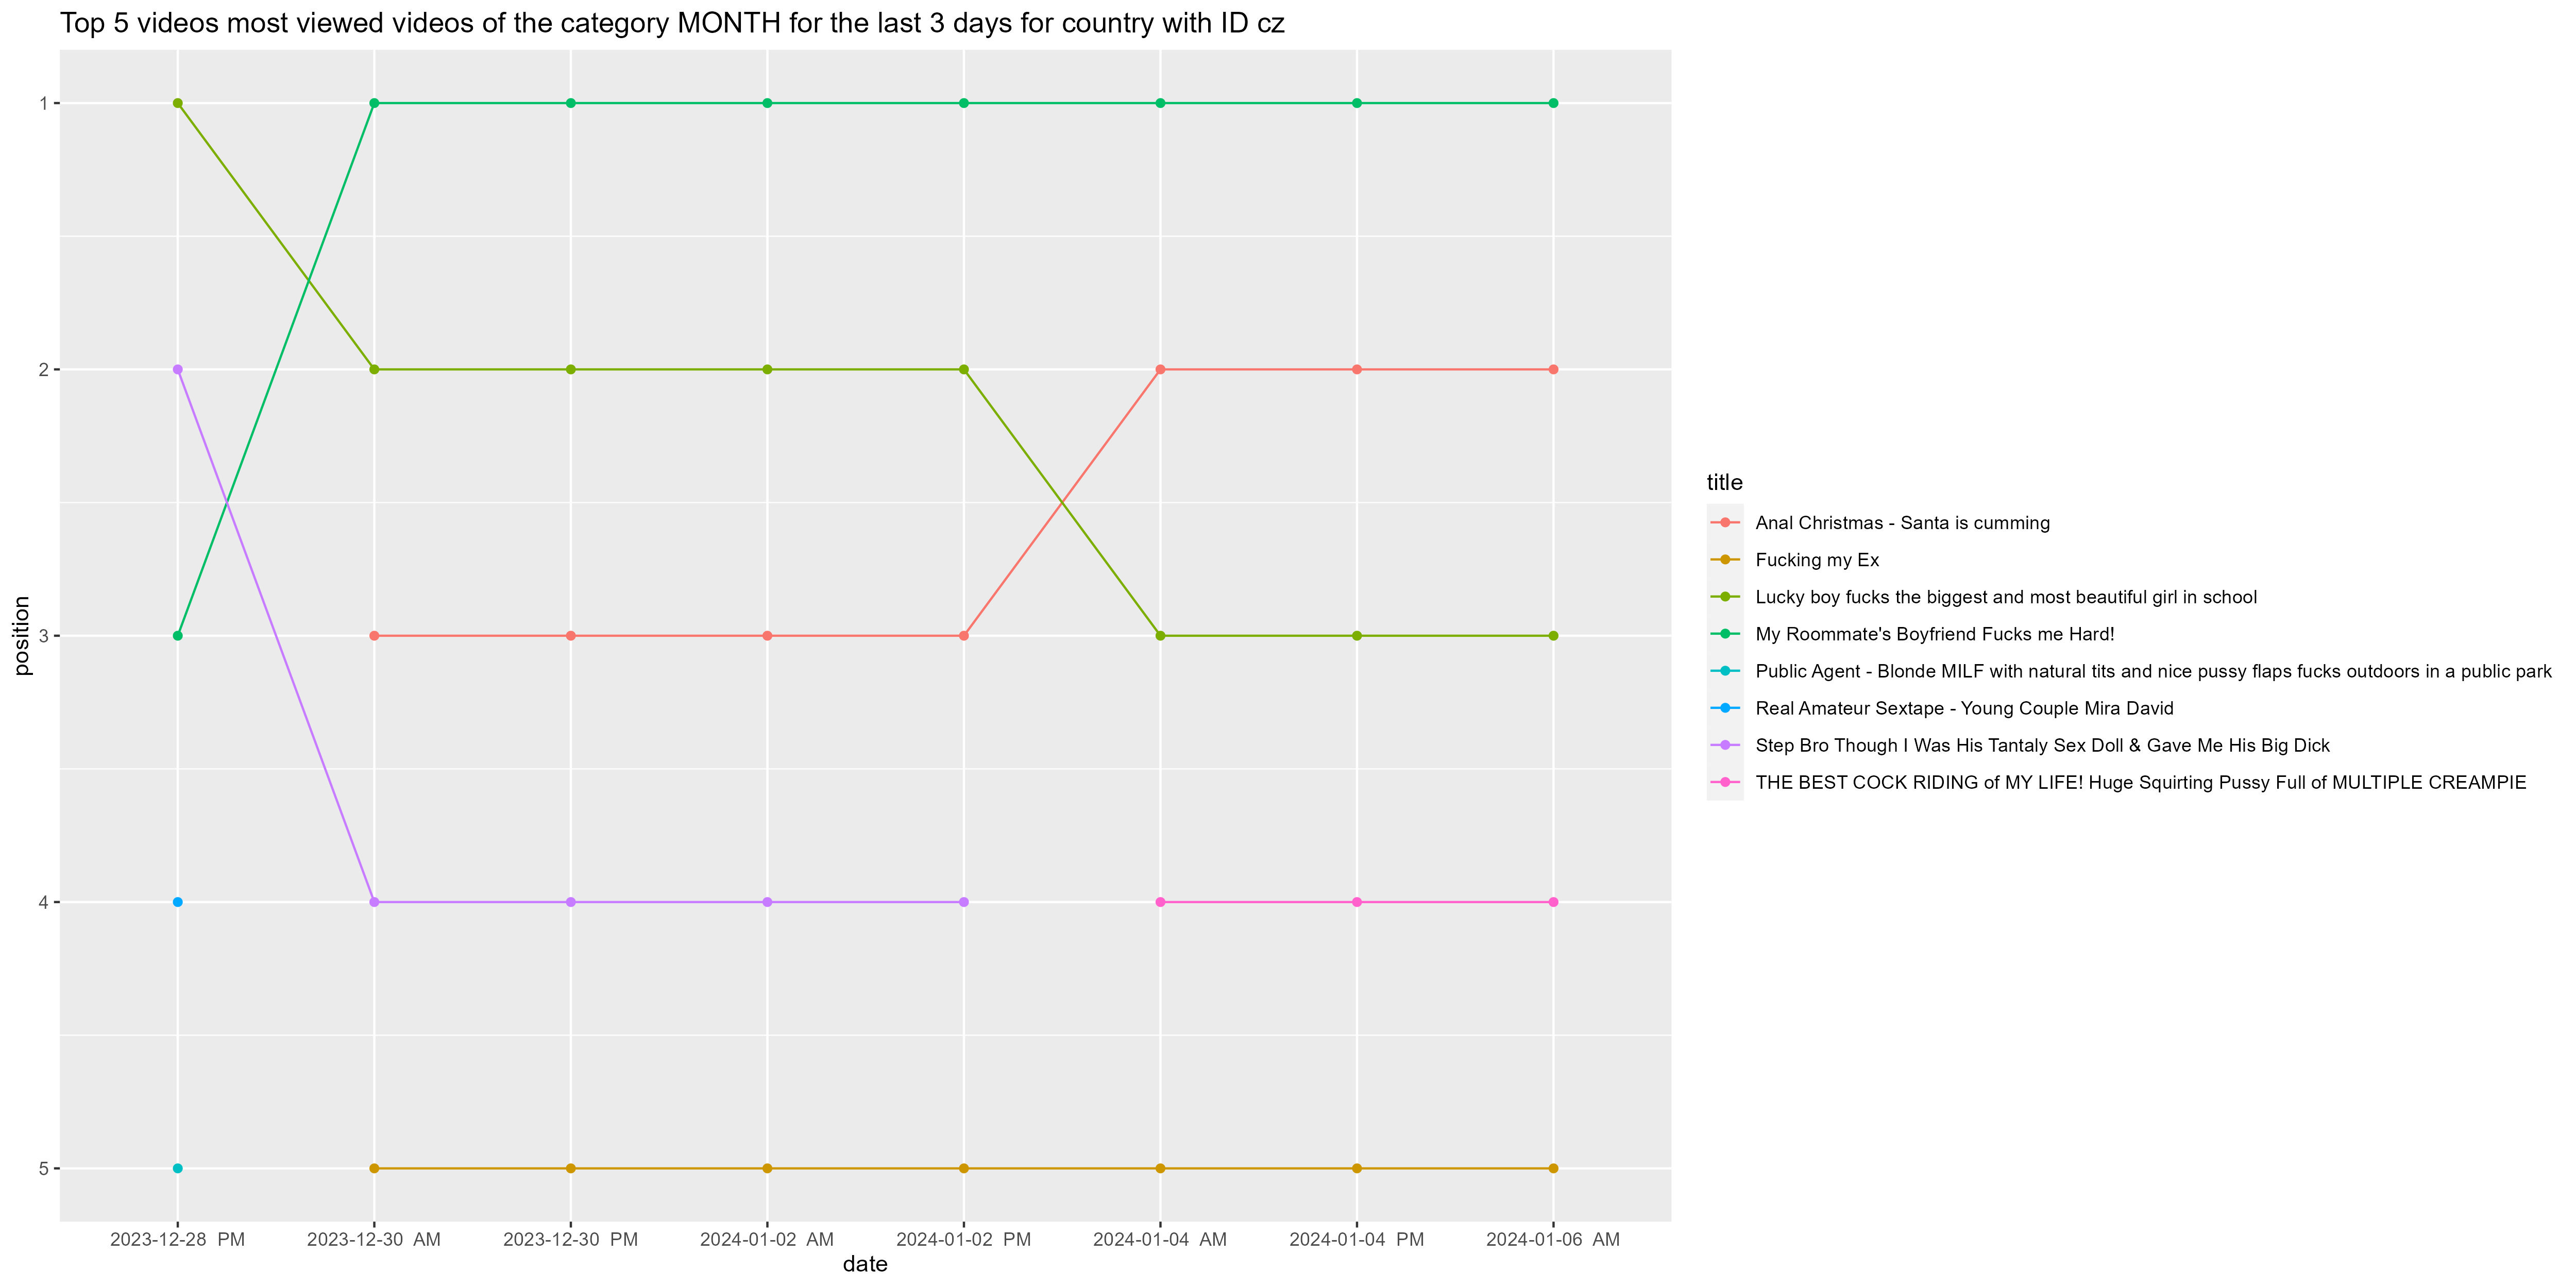 Top 5 videos most viewed videos of the category MONTH for the last 3 days for country with ID cz
position
1
2
3
4
5
2023-12-28 PM
2023-12-30 AM
2023-12-30 PM
2024-01-02 AM
2024-01-02 PM
2024-01-04 AM
2024-01-04 PM
2024-01-06 AM
date
title
Anal Christmas - Santa is cumming
Fucking my Ex
Lucky boy fucks the biggest and most beautiful girl in school
My Roommate's Boyfriend Fucks me Hard!
Public Agent - Blonde MILF with natural tits and nice pussy flaps fucks outdoors in a public park
Real Amateur Sextape - Young Couple Mira David
Step Bro Though I Was His Tantaly Sex Doll & Gave Me His Big Dick
THE BEST COCK RIDING of MY LIFE! Huge Squirting Pussy Full of MULTIPLE CREAMPIE